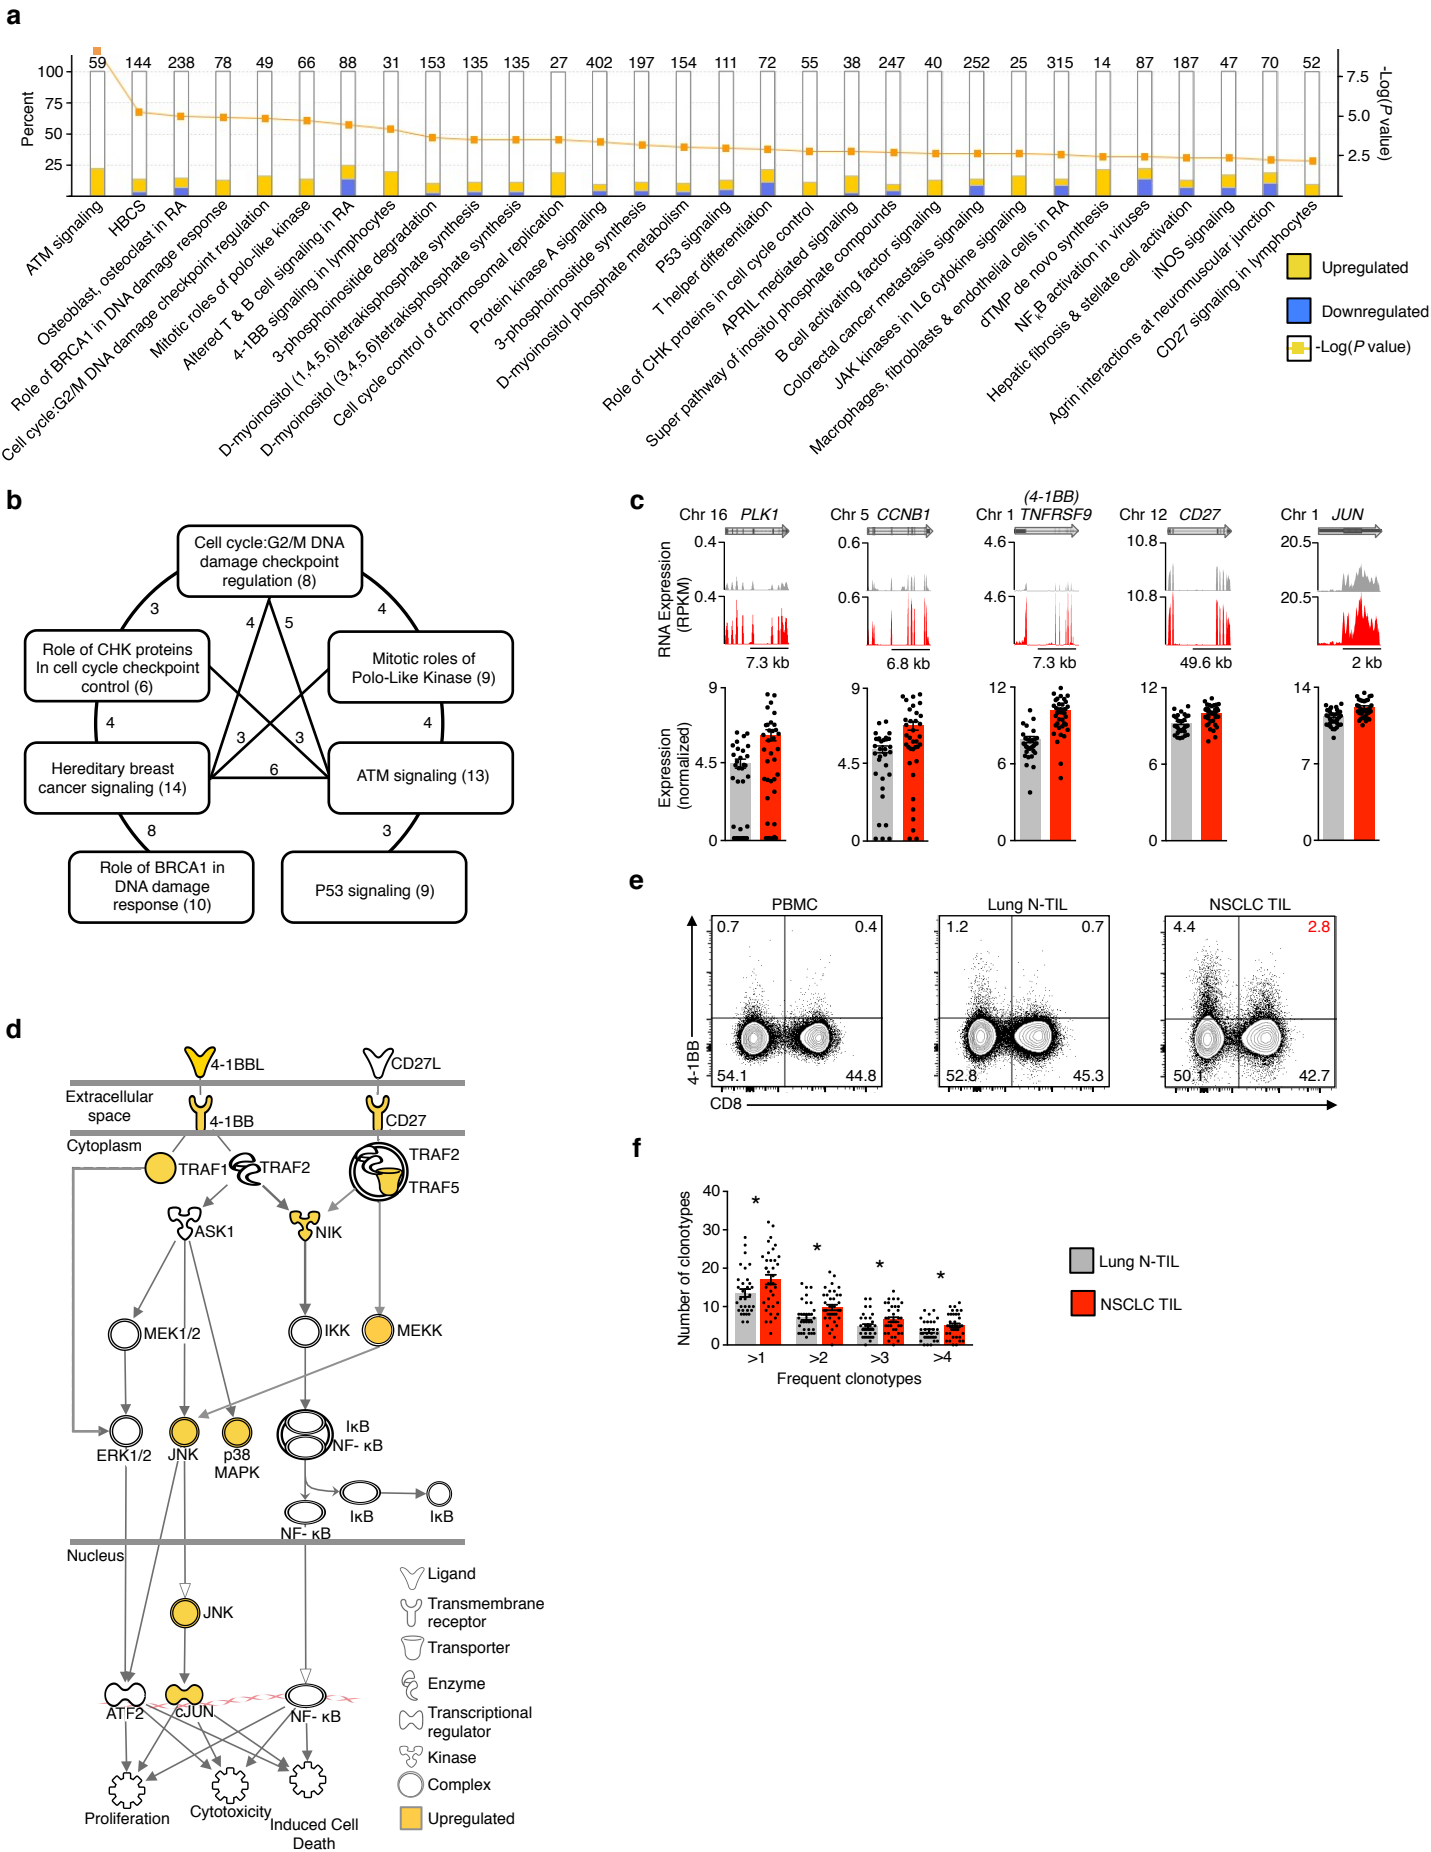 a
59 144 238 78 49 66 88 31 153 135 135 27 402 197 154 111 72 55 38 247 40 252 25 315 14 87 187 47 70 52
Percent
100
75
50
25
7.5
5.0
2.5
-Log(P value)
ATM signaling
HBCS
Osteoblast, osteoclast in RA
Role of BRCA1 in DNA damage response
Cell cycle:G2/M DNA damage checkpoint regulation
Mitotic roles of polo-like kinase
Altered T & B cell signaling in RA
4-1BB signaling in lymphocytes
3-phosphoinositide degradation
D-myoinositol (1,4,5,6)tetrakisphosphate synthesis
D-myoinositol (3,4,5,6)tetrakisphosphate synthesis
Cell cycle control of chromosomal replication
Protein kinase A signaling
3-phosphoinositide synthesis
D-myoinositol phosphate metabolism
P53 signaling
T helper differentiation
Role of CHK proteins in cell cycle control
APRIL mediated signaling
Super pathway of inositol phosphate compounds
B cell activating factor signaling
Colorectal cancer metastasis signaling
JAK kinases in IL6 cytokine signaling
Macrophages, fibroblasts & endothelial cells in RA
dTMP de novo synthesis
NFκB activation in viruses
Hepatic fibrosis & stellate cell activation
iNOS signaling
Agrin interactions at neuromuscular junction
CD27 signaling in lymphocytes
Upregulated
Downregulated
-Log(P value)
b
Cell cycle:G2/M DNA
damage checkpoint
regulation (8)
3
4
4
5
Role of CHK proteins
In cell cycle checkpoint
control (6)
Mitotic roles of
Polo-Like Kinase (9)
4
3
3
4
6
Hereditary breast
cancer signaling (14)
ATM signaling (13)
8
3
Role of BRCA1 in
DNA damage
response (10)
P53 signaling (9)
c
Chr 16 PLK1
Chr 5 CCNB1
(4-1BB)
Chr 1 TNFRSF9
Chr 12 CD27
Chr 1 JUN
RNA Expression
(RPKM)
0.4
0.4
7.3 kb
0.6
0.6
6.8 kb
4.6
4.6
7.3 kb
10.8
10.8
49.6 kb
20.5
20.5
2 kb
Expression
(normalized)
9
4.5
0
9
4.5
0
12
6
0
12
6
0
14
7
0
e
PBMC
Lung N-TIL
NSCLC TIL
0.7 0.4
54.1 44.8
1.2 0.7
52.8 45.3
4.4 2.8
50.1 42.7
4-1BB
CD8
d
4-1BBL
CD27L
Extracellular
space
4-1BB
CD27
Cytoplasm
TRAF1
TRAF2
TRAF2
TRAF5
ASK1
NIK
MEK1/2
IKK
MEKK
ERK1/2
JNK
p38
MAPK
IκB
NF- κB
IκB
IκB
NF- κB
Nucleus
JNK
ATF2
cJUN
NF- κB
Proliferation
Cytotoxicity
Induced Cell
Death
Ligand
Transmembrane
receptor
Transporter
Enzyme
Transcriptional
regulator
Kinase
Complex
Upregulated
f
Number of clonotypes
40
30
20
10
0
* * * *
>1 >2 >3 >4
Frequent clonotypes
Lung N-TIL
NSCLC TIL